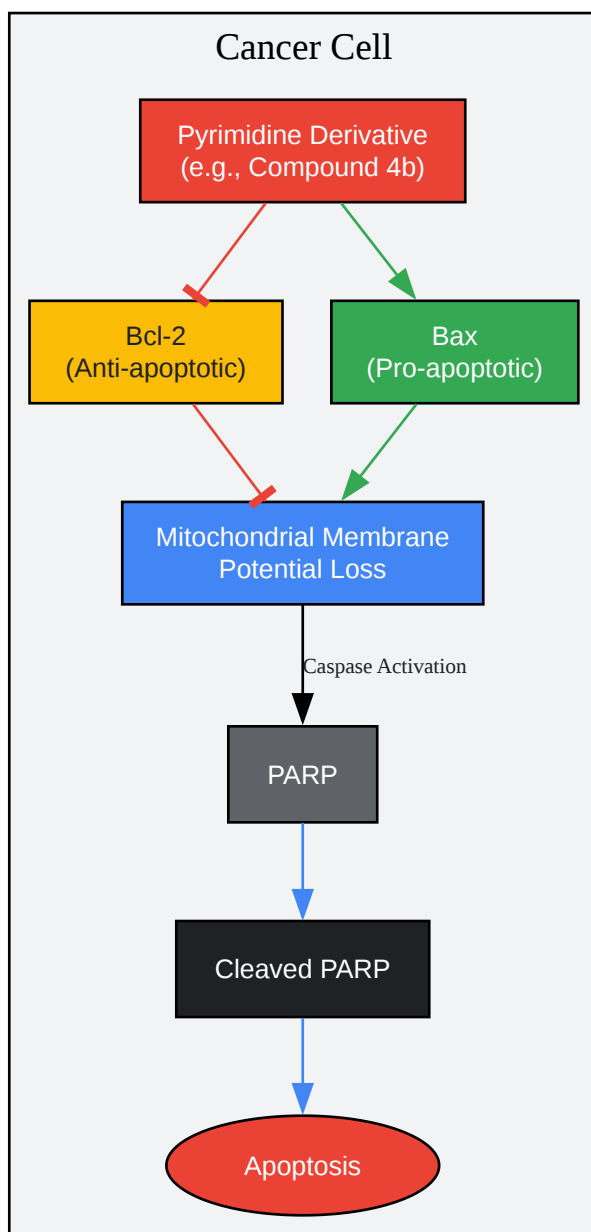 Cancer Cell
Pyrimidine Derivative
(e.g., Compound 4b)
Bcl-2
(Anti-apoptotic)
Bax
(Pro-apoptotic)
Mitochondrial Membrane
Potential Loss
Caspase Activation
PARP
Cleaved PARP
Apoptosis